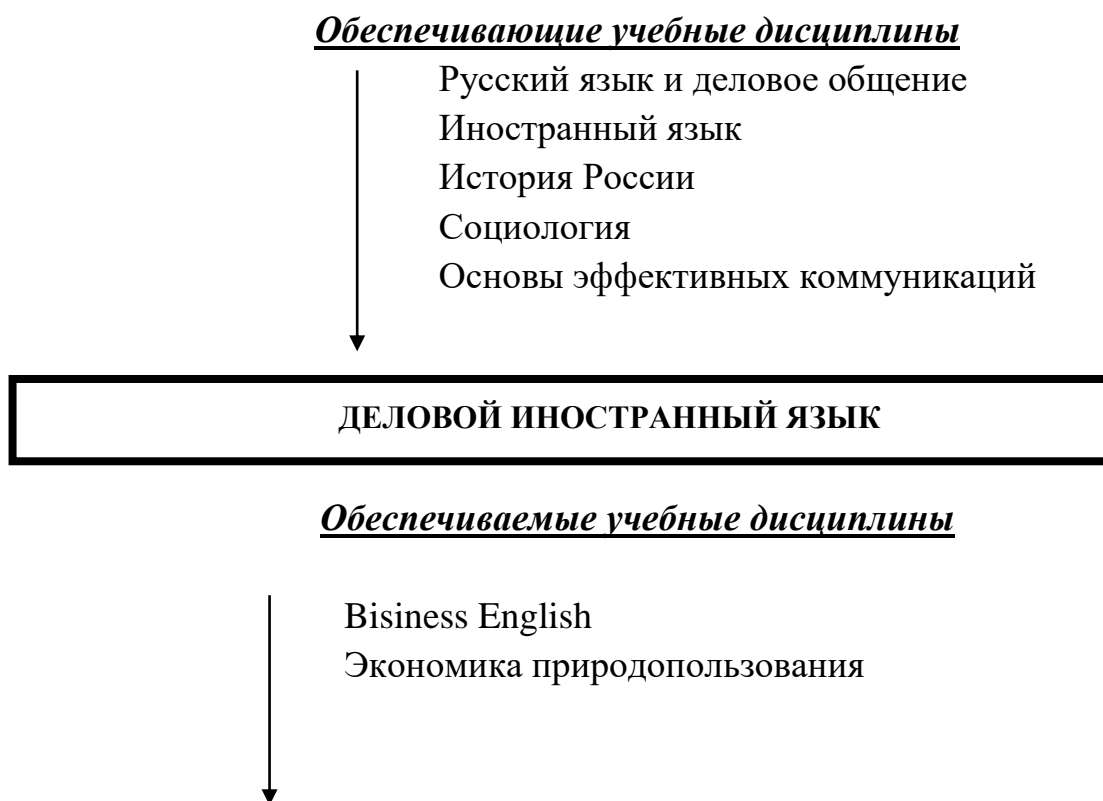 Обеспечивающие учебные дисциплины
Русский язык и деловое общение
Иностранный язык
История России
Социология
Основы эффективных коммуникаций
ДЕЛОВОЙ ИНОСТРАННЫЙ ЯЗЫК
Обеспечиваемые учебные дисциплины
Bisiness English
Экономика природопользования